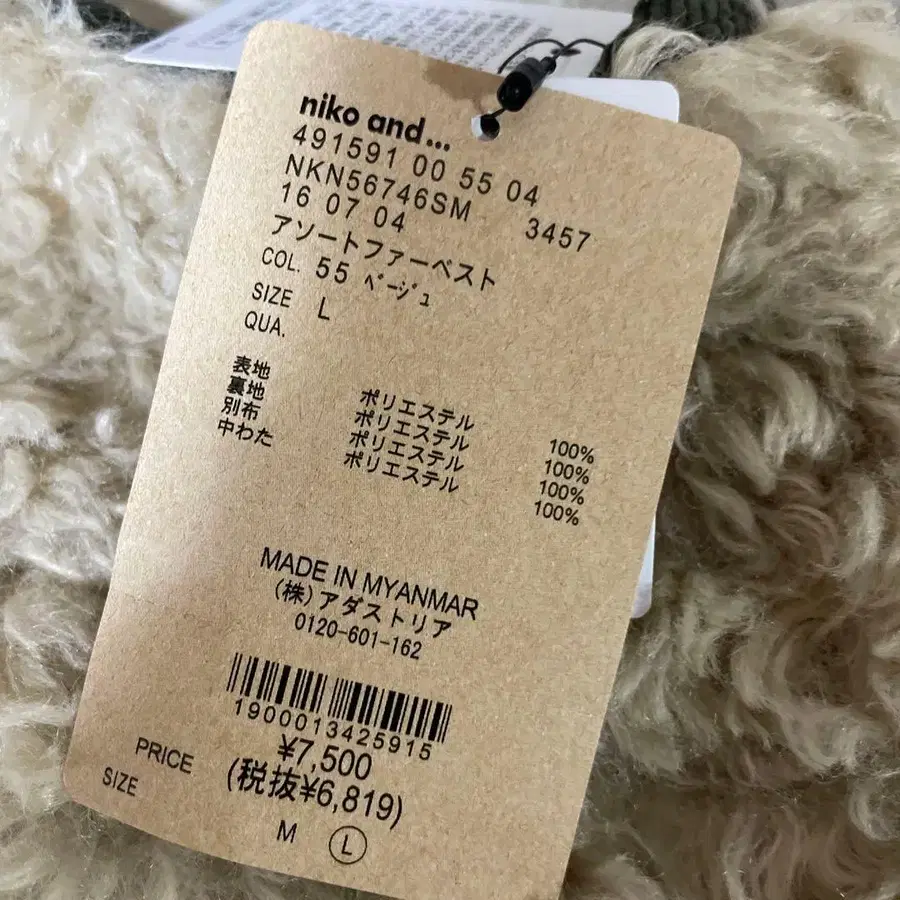 niko and...
491591 00 55 04
NKN56746SM 3457
16 07 04
アソートファーベスト
COL. 55 ベージュ
SIZE L
QUA.
表地 ポリエステル 100%
裏地 ポリエステル 100%
別布 ポリエステル 100%
中わた ポリエステル 100%
MADE IN MYANMAR
(株)アダストリア
0120-601-162
1900013425915
PRICE ¥7,500
(税抜¥6,819)
SIZE M L